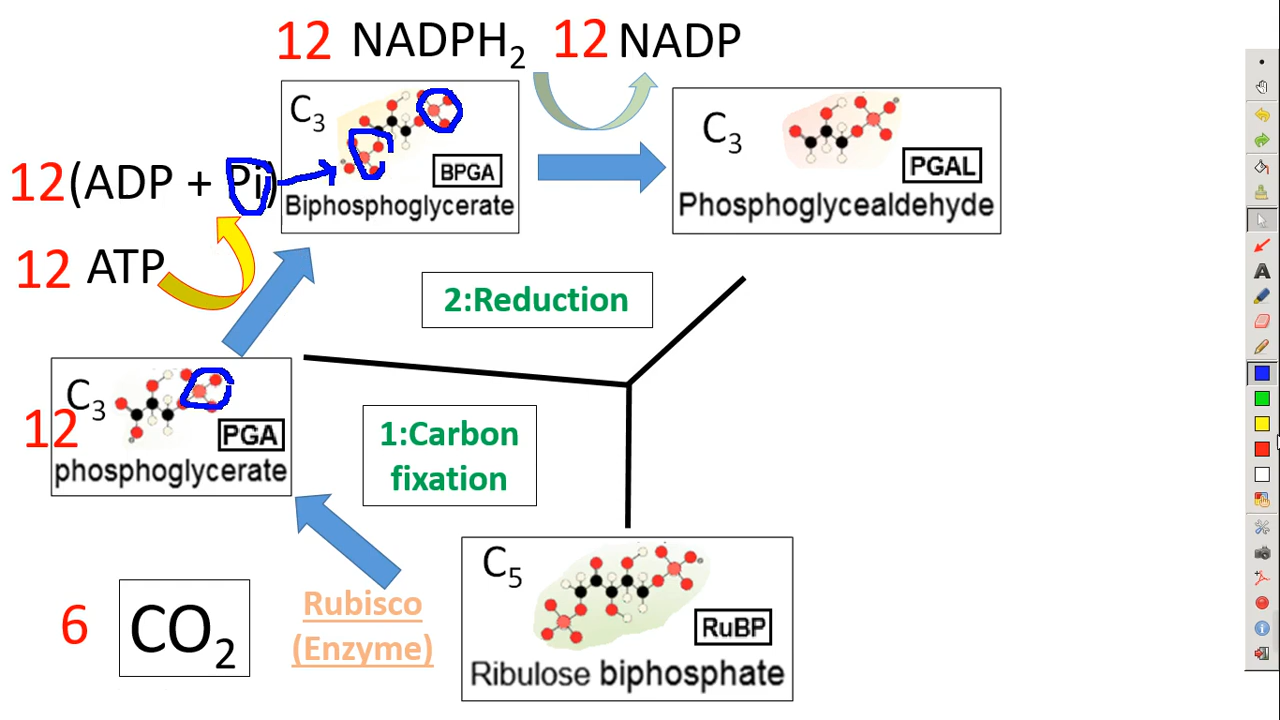 12 NADPH2 12 NADP
C3
BPGA
Biphosphoglycerate
C3
PGAL
Phosphoglycealdehyde
12(ADP + Pi)
12 ATP
2:Reduction
C3
12
PGA
phosphoglycerate
1:Carbon
fixation
6 CO2
Rubisco
(Enzyme)
C5
RuBP
Ribulose biphosphate
A